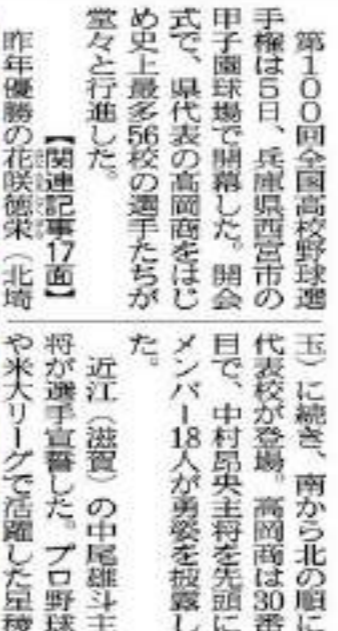 第100回全国高校野球選
手権は5日、兵庫県西宮市の
甲子園球場で開幕した。開会
式で、県代表の高岡商をはじ
め史上最多56校の選手たちが
堂々と行進した。
【関連記事17面】
昨年優勝の花咲徳栄(北埼
玉)に続き、南から北の順に
代表校が登場。高岡商は30番
目で、中村昂央主将を先頭に
メンバー18人が勇姿を披露し
た。
近江(滋賀)の中尾雄斗主
将が選手宣誓した。プロ野球
や米大リーグで活躍した星稜